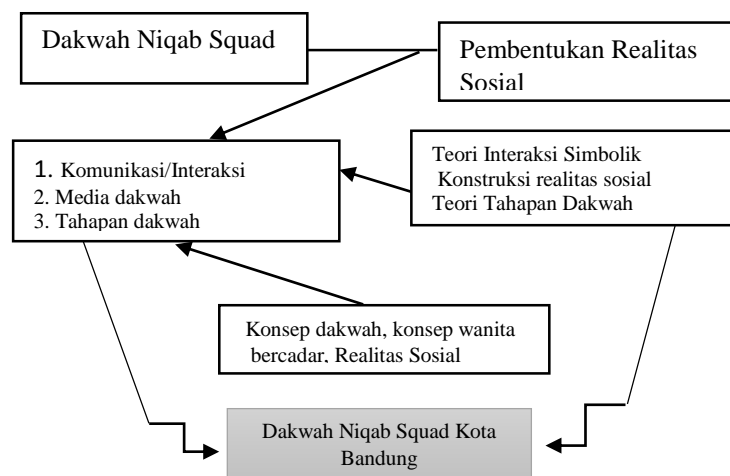 Dakwah Niqab Squad
Pembentukan Realitas
Sosial
1. Komunikasi/Interaksi
2. Media dakwah
3. Tahapan dakwah
Teori Interaksi Simbolik
Konstruksi realitas sosial
Teori Tahapan Dakwah
Konsep dakwah, konsep wanita
bercadar, Realitas Sosial
Dakwah Niqab Squad Kota
Bandung